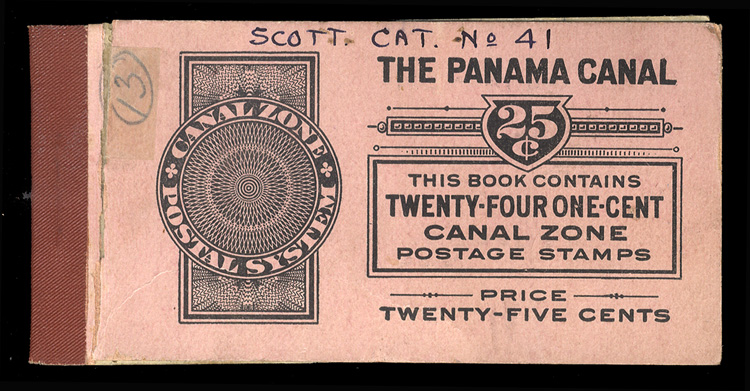 SCOTT. CAT. No 41
(13)
CANAL ZONE
POSTAL SYSTEM
THE PANAMA CANAL
25
¢
THIS BOOK CONTAINS
TWENTY-FOUR ONE-CENT
CANAL ZONE
POSTAGE STAMPS
PRICE
TWENTY-FIVE CENTS